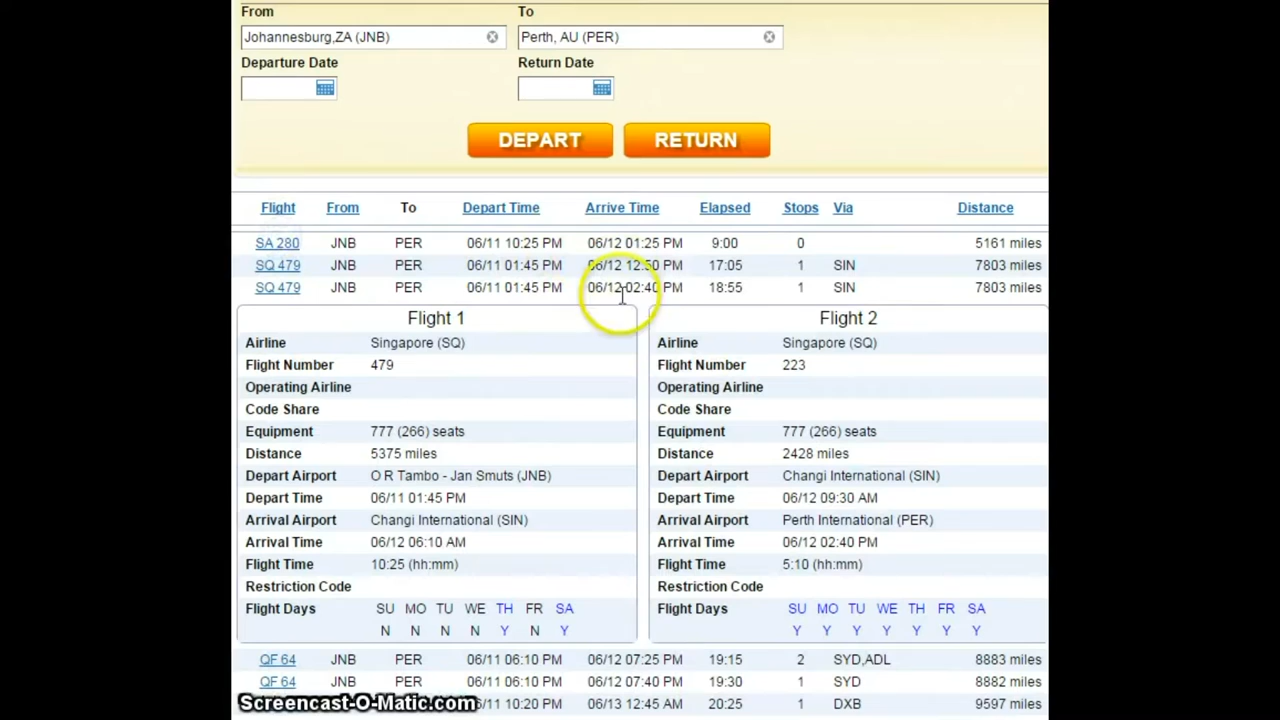 From To
Johannesburg,ZA (JNB) Perth, AU (PER)
Departure Date Return Date
DEPART RETURN
Flight From To Depart Time Arrive Time Elapsed Stops Via Distance
SA 280 JNB PER 06/11 10:25 PM 06/12 01:25 PM 9:00 0 5161 miles
SQ 479 JNB PER 06/11 01:45 PM 06/12 12:50 PM 17:05 1 SIN 7803 miles
SQ 479 JNB PER 06/11 01:45 PM 06/12 02:40 PM 18:55 1 SIN 7803 miles
Flight 1 Flight 2
Airline Singapore (SQ) Airline Singapore (SQ)
Flight Number 479 Flight Number 223
Operating Airline Operating Airline
Code Share Code Share
Equipment 777 (266) seats Equipment 777 (266) seats
Distance 5375 miles Distance 2428 miles
Depart Airport O R Tambo - Jan Smuts (JNB) Depart Airport Changi International (SIN)
Depart Time 06/11 01:45 PM Depart Time 06/12 09:30 AM
Arrival Airport Changi International (SIN) Arrival Airport Perth International (PER)
Arrival Time 06/12 06:10 AM Arrival Time 06/12 02:40 PM
Flight Time 10:25 (hh:mm) Flight Time 5:10 (hh:mm)
Restriction Code Restriction Code
Flight Days SU MO TU WE TH FR SA Flight Days SU MO TU WE TH FR SA
N N N N Y N Y Y Y Y Y Y Y Y
QF 64 JNB PER 06/11 06:10 PM 06/12 07:25 PM 19:15 2 SYD,ADL 8883 miles
QF 64 JNB PER 06/11 06:10 PM 06/12 07:40 PM 19:30 1 SYD 8882 miles
Screencast-O-Matic.com 06/11 10:20 PM 06/13 12:45 AM 20:25 1 DXB 9597 miles